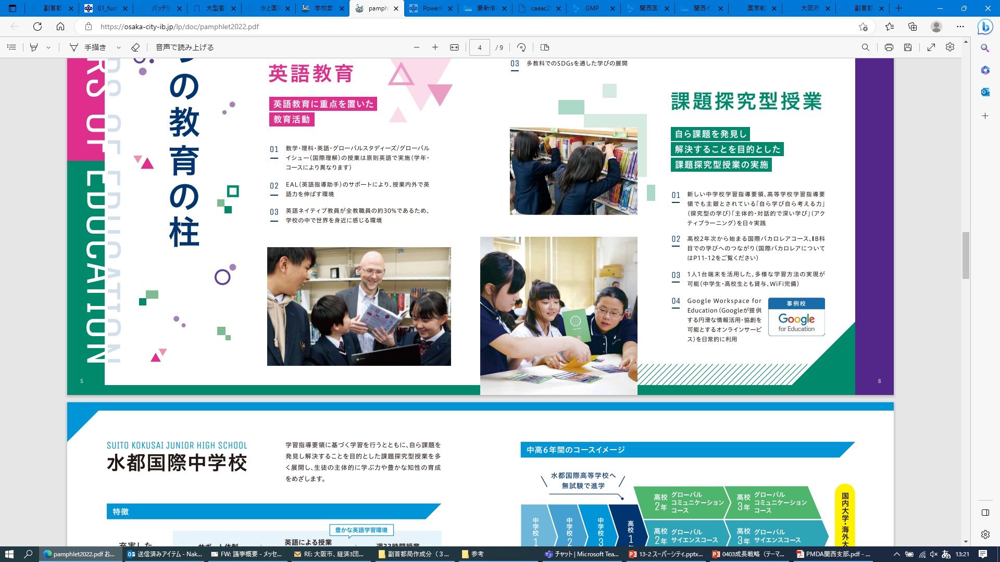 副首都
01_fusl
バッテリー
大型蓄
水と国際
学校案
pamph
PowerP
最新情
caeac2
GMP
関西国
関西イ
国家戦
大阪府
副首都
https://osaka-city-ib.jp/lp/doc/pamphlet2022.pdf
手描き
音声で読み上げる
4 / 9
RS OF EDUCATION
の教育の柱
英語教育
英語教育に重点を置いた
教育活動
01 数学・理科・英語・グローバルスタディーズ/グローバル
イシュー(国際理解)の授業は原則英語で実施(学年・
コースにより異なります)
02 EAL(英語指導助手)のサポートにより、授業内外で英
語力を伸ばす環境
03 英語ネイティブ教員が全教職員の約30%であるため、
学校の中で世界を身近に感じる環境
03 多教科でのSDGsを通した学びの展開
課題探究型授業
自ら課題を発見し
解決することを目的とした
課題探究型授業の実施
01 新しい中学校学習指導要領、高等学校学習指導要
領でも主眼とされている「自ら学び自ら考える力」
(探究型の学び)「主体的・対話的で深い学び」(アク
ティブラーニング)を日々実践
02 高校2年次から始まる国際バカロレアコース、IB科
目での学びへのつながり(国際バカロレアについて
はP11-12をご覧ください)
03 1人1台端末を活用した、多様な学習方法の実現が
可能(中学生・高校生とも貸与、WiFi完備)
04 Google Workspace for
Education(Googleが提供
する円滑な情報活用・協創を
可能とするオンラインサービ
ス)を日常的に利用
事例校
Google
for Education
5
6
SUITO KOKUSAI JUNIOR HIGH SCHOOL
水都国際中学校
学習指導要領に基づく学習を行うとともに、自ら課題を
発見し解決することを目的とした課題探究型授業を多
く展開し、生徒の主体的に学ぶ力や豊かな知性の育成
をめざします。
特徴
豊かな英語学習環境
充実した
サポート体制
英語による授業
週33時間授業
中高6年間のコースイメージ
水都国際高等学校へ
無試験で進学
中学校1
中学校2
中学校3
高校1年
高校2年 グローバルコミュニケーションコース
高校3年 グローバルコミュニケーションコース
高校2年 グローバルサイエンスコース
高校3年 グローバルサイエンスコース
国内大学・海外大
pamphlet2022.pdf お...
送信済みアイテム - Nak...
FW: 議事概要 - メッセ...
RE: 大阪市、経済3団...
副首都局作成分(3...
参考
チャット | Microsoft Tea...
13-2 スーパーシティ.pptx...
0403成長戦略(テーマ...
PMDA関西支部.pdf - ...
あ
13:21